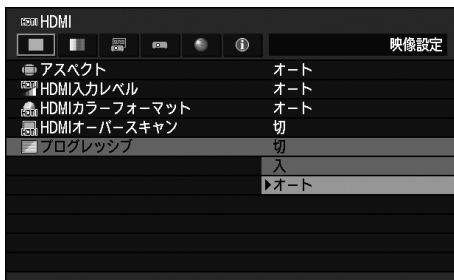 HDMI HDMI
映像設定
アスペクト オート
HDMI入力レベル オート
HDMIカラーフォーマット オート
HDMIオーバースキャン 切
プログレッシブ 切
入
▶オート